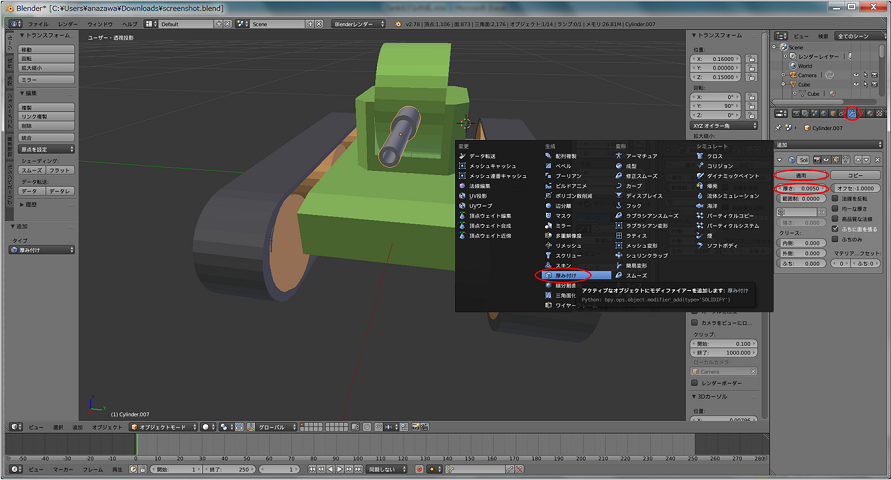 Blender* [C:¥Users¥anazawa¥Downloads¥screenshot.blend]
ファイル レンダー ウィンドウ ヘルプ Default Scene Blenderレンダー v2.78 | 頂点:1,106 | 面:873 | 三角面:2,176 | オブジェクト:1/14 | ランプ:0/1 | メモリ:26.81M | Cylinder.007
トランスフォーム
移動
回転
拡大縮小
ミラー
編集
複製
リンク複製
削除
統合
原点を設定
シェーディング:
スムーズ フラット
データ転送:
データ データレ
履歴
追加
タイプ
厚み付け
ユーザー・透視投影
(1) Cylinder.007
変更
データ転送
メッシュキャッシュ
メッシュ連番キャッシュ
法線編集
UV投影
UVワープ
頂点ウェイト編集
頂点ウェイト合成
頂点ウェイト近傍
生成
配列複製
ベベル
ブーリアン
ビルドアニメ
ポリゴン数削減
辺分離
マスク
ミラー
多重解像度
リメッシュ
スクリュー
スキン
厚み付け
細分割曲
三角面化
ワイヤーフレーム
変形
アーマチュア
成型
修正スムーズ
カーブ
ディスプレイス
フック
ラプラシアンスムーズ
ラプラシアン変形
ラティス
メッシュ変形
シュリンクラップ
簡易変形
スムーズ
シミュレート
クロス
コリジョン
ダイナミックペイント
爆発
流体シミュレーション
海洋
パーティクルコピー
パーティクルシステム
煙
ソフトボディ
アクティブなオブジェクトにモディファイアーを追加します: 厚み付け
Python: bpy.ops.object.modifier_add(type='SOLIDIFY')
トランスフォーム
位置:
X: 0.16000
Y: 0.00000
Z: 0.15000
回転:
X: 0°
Y: 90°
Z: 0°
XYZ オイラー角
拡大縮小:
カメラをビューにロ...
クリップ:
開始: 0.100
終了: 1000.000
ローカルカメラ:
Camera
レンダーボーダー
3Dカーソル
位置:
X: 0.00795
ビュー 検索 全てのシーン
Scene
レンダーレイヤー
World
Camera
Cube
Cube
Cylinder.007
追加
Soli
適用 コピー
厚さ: 0.0050 オフセ:-1.0000
範囲制: 0.0000 法線を反転
均一な厚さ
高品質な法線
ふちに面を張る
ふちのみ
クリース:
内側: 0.000 マテリア...フセット:
外側: 0.000 0 ふち: 0
ふち: 0.000
ビュー 選択 追加 オブジェクト オブジェクトモード グローバル
-50 -40 -30 -20 -10 0 10 20 30 40 50 60 70 80 90 100 110 120 130 140 150 160 170 180 190 200 210 220 230 240 250 260 270 280
ビュー マーカー フレーム 再生 開始: 1 終了: 250 1 同期しない